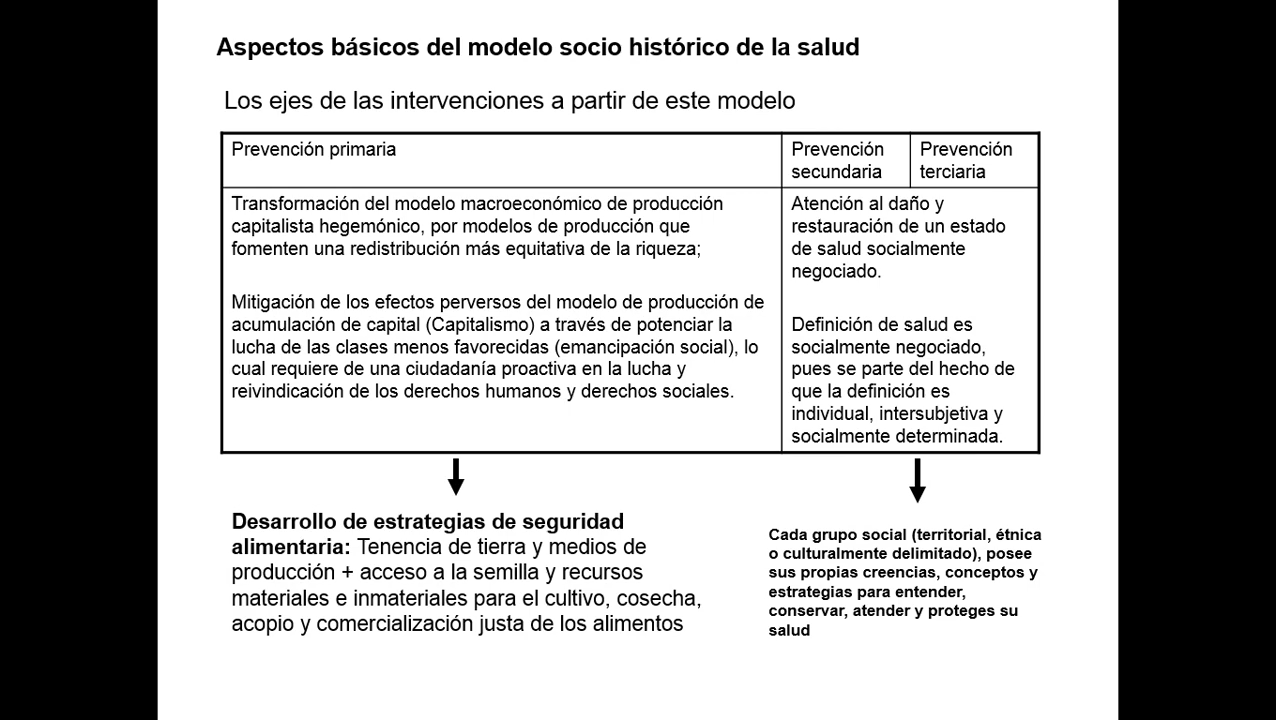 Aspectos básicos del modelo socio histórico de la salud
Los ejes de las intervenciones a partir de este modelo
Prevención primaria
Prevención
secundaria
Prevención
terciaria
Transformación del modelo macroeconómico de producción
capitalista hegemónico, por modelos de producción que
fomenten una redistribución más equitativa de la riqueza;
Mitigación de los efectos perversos del modelo de producción de
acumulación de capital (Capitalismo) a través de potenciar la
lucha de las clases menos favorecidas (emancipación social), lo
cual requiere de una ciudadanía proactiva en la lucha y
reivindicación de los derechos humanos y derechos sociales.
Atención al daño y
restauración de un estado
de salud socialmente
negociado.
Definición de salud es
socialmente negociado,
pues se parte del hecho de
que la definición es
individual, intersubjetiva y
socialmente determinada.
Desarrollo de estrategias de seguridad
alimentaria: Tenencia de tierra y medios de
producción + acceso a la semilla y recursos
materiales e inmateriales para el cultivo, cosecha,
acopio y comercialización justa de los alimentos
Cada grupo social (territorial, étnica
o culturalmente delimitado), posee
sus propias creencias, conceptos y
estrategias para entender,
conservar, atender y proteges su
salud